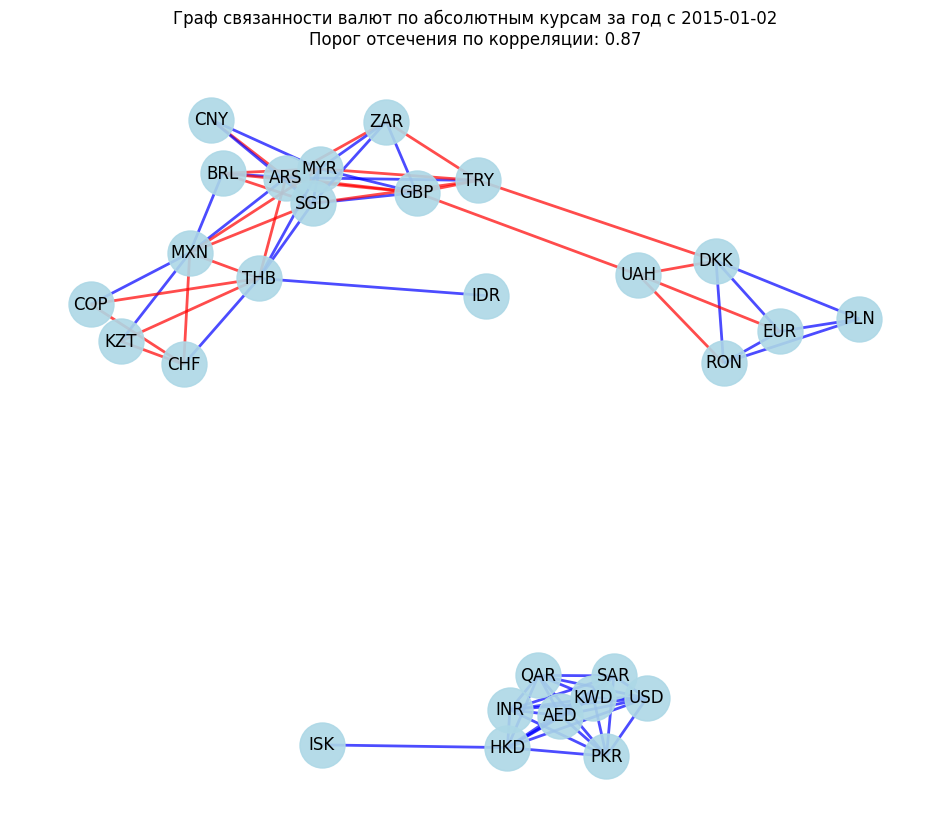 Граф связанности валют по абсолютным курсам за год с 2015-01-02
Порог отсечения по корреляции: 0.87
CNY
ZAR
BRL
ARS
MYR
SGD
GBP
TRY
MXN
THB
COP
KZT
CHF
IDR
UAH
DKK
EUR
PLN
RON
QAR
SAR
KWD
USD
INR
AED
ISK
HKD
PKR